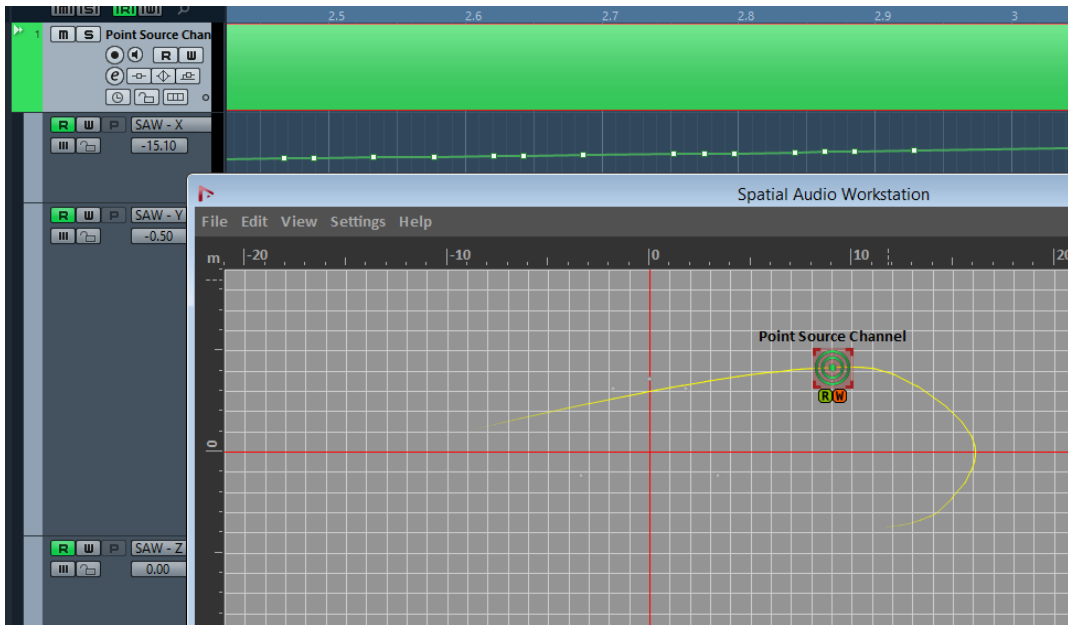 m S R W
2.5 2.6 2.7 2.8 2.9 3
1 m S Point Source Chan
R W
e
R W P SAW - X
-15.10
Spatial Audio Workstation
R W P SAW - Y
File Edit View Settings Help
-0.50
m -20 -10 0 10 20
Point Source Channel
R W
0
R W P SAW - Z
0.00